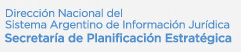 Dirección Nacional del
Sistema Argentino de Información Jurídica
Secretaría de Planificación Estratégica